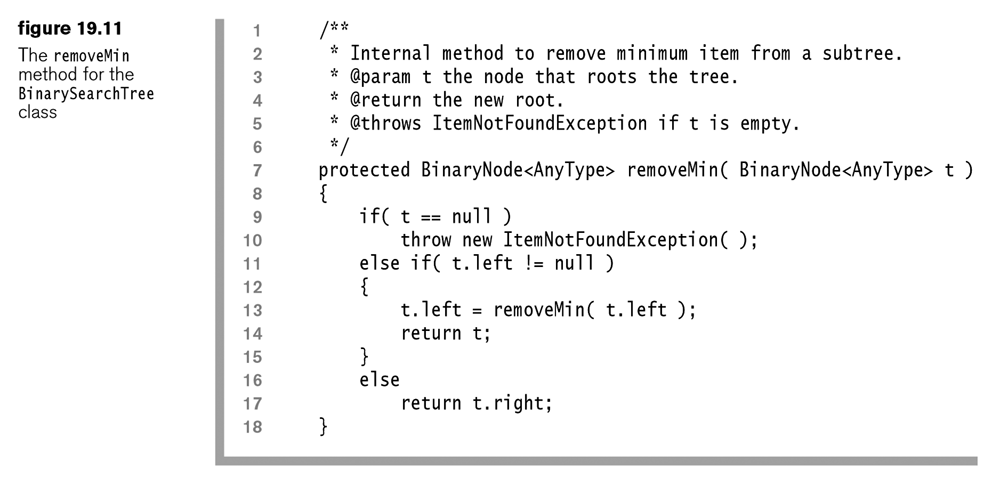 figure 19.11
The removeMin
method for the
BinarySearchTree
class
1 /**
2  * Internal method to remove minimum item from a subtree.
3  * @param t the node that roots the tree.
4  * @return the new root.
5  * @throws ItemNotFoundException if t is empty.
6  */
7 protected BinaryNode<AnyType> removeMin( BinaryNode<AnyType> t )
8 {
9     if( t == null )
10         throw new ItemNotFoundException( );
11     else if( t.left != null )
12     {
13         t.left = removeMin( t.left );
14         return t;
15     }
16     else
17         return t.right;
18 }